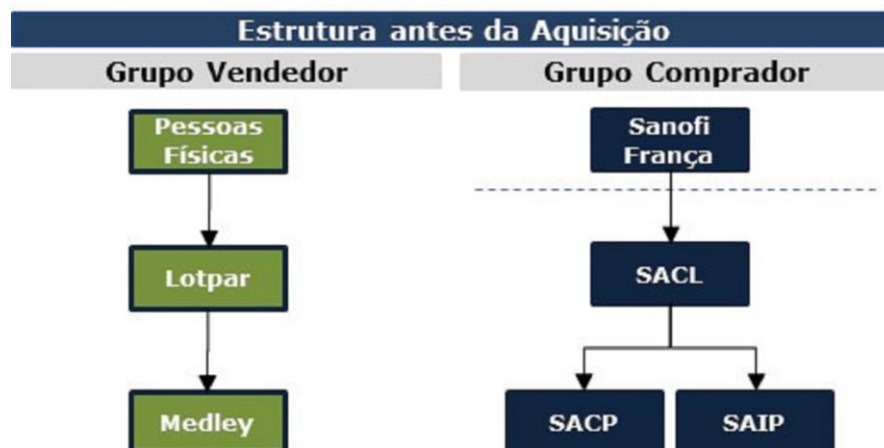 Estrutura antes da Aquisição
Grupo Vendedor
Grupo Comprador
Pessoas
Físicas
Sanofi
França
Lotpar
SACL
Medley
SACP
SAIP